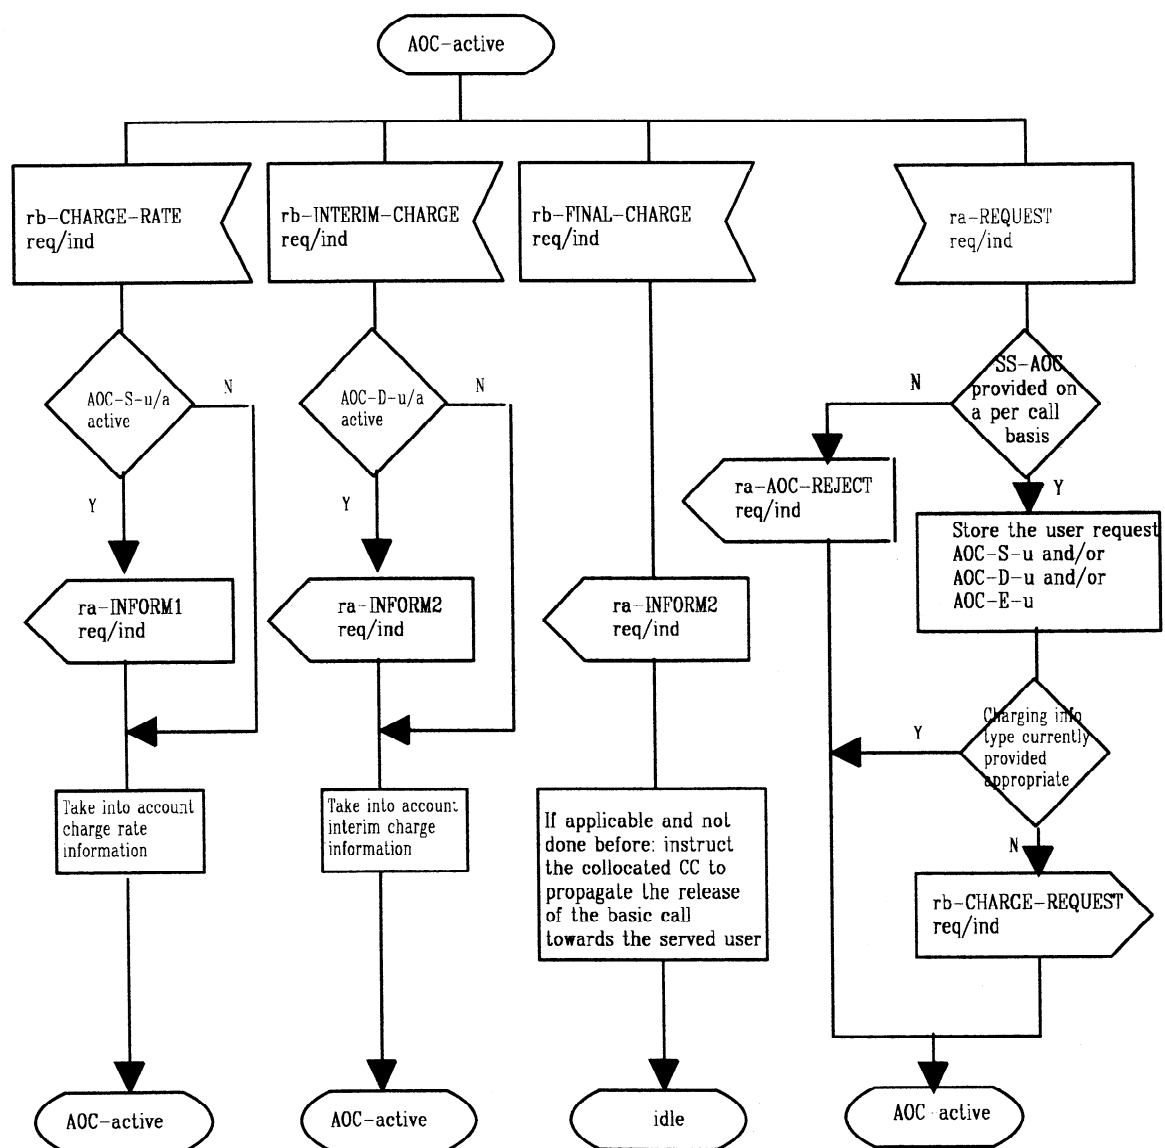 AOC-active
rb-CHARGE-RATE
req/ind
rb-INTERIM-CHARGE
req/ind
rb-FINAL-CHARGE
req/ind
ra-REQUEST
req/ind
AOC-S-u/a
active
N
Y
AOC-D-u/a
active
N
Y
SS-AOC
provided on
a per call
basis
N
Y
ra-AOC-REJECT
req/ind
Store the user request
AOC-S-u and/or
AOC-D-u and/or
AOC-E-u
ra-INFORM1
req/ind
ra-INFORM2
req/ind
ra-INFORM2
req/ind
Charging info
type currently
provided
appropriate
Y
N
Take into account
charge rate
information
Take into account
interim charge
information
If applicable and not
done before: instruct
the collocated CC to
propagate the release
of the basic call
towards the served user
rb-CHARGE-REQUEST
req/ind
AOC-active
AOC-active
idle
AOC-active